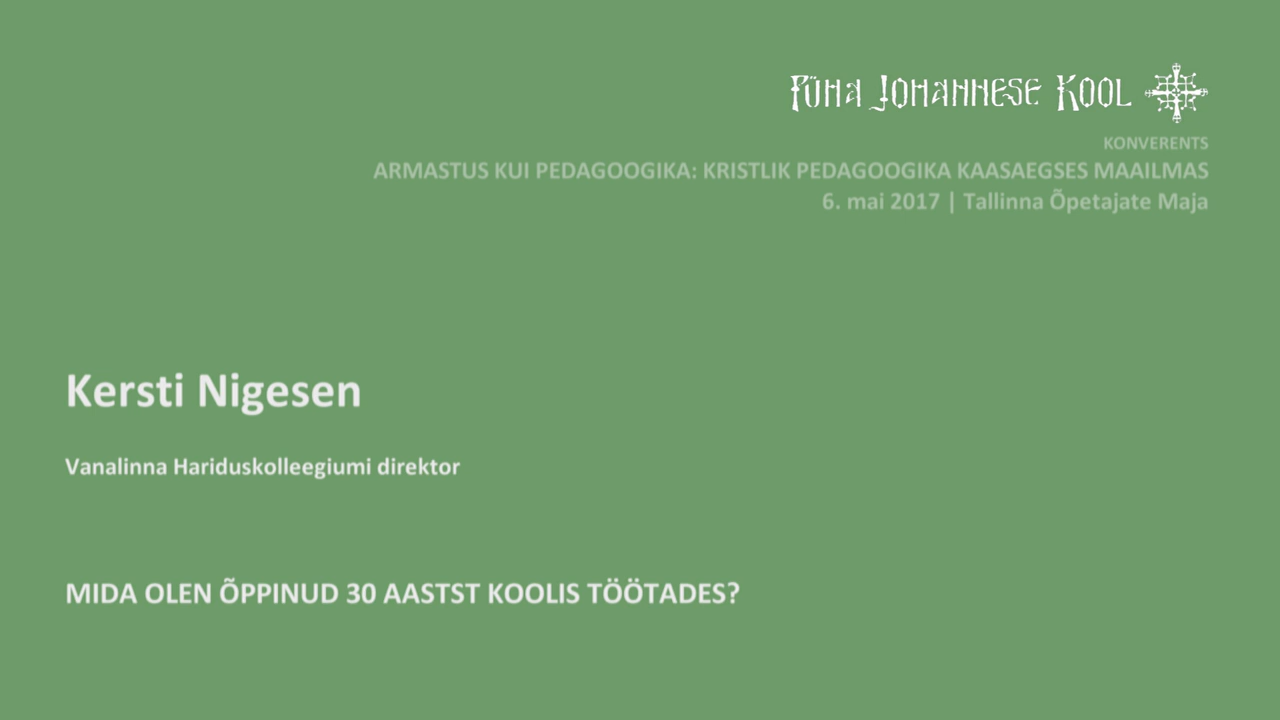 PÜHA JOHANNESE KOOL
KONVERENTS
ARMASTUS KUI PEDAGOOGIKA: KRISTLIK PEDAGOOGIKA KAASAEGSES MAAILMAS
6. mai 2017 | Tallinna Õpetajate Maja
Kersti Nigesen
Vanalinna Hariduskolleegiumi direktor
MIDA OLEN ÕPPINUD 30 AASTST KOOLIS TÖÖTADES?